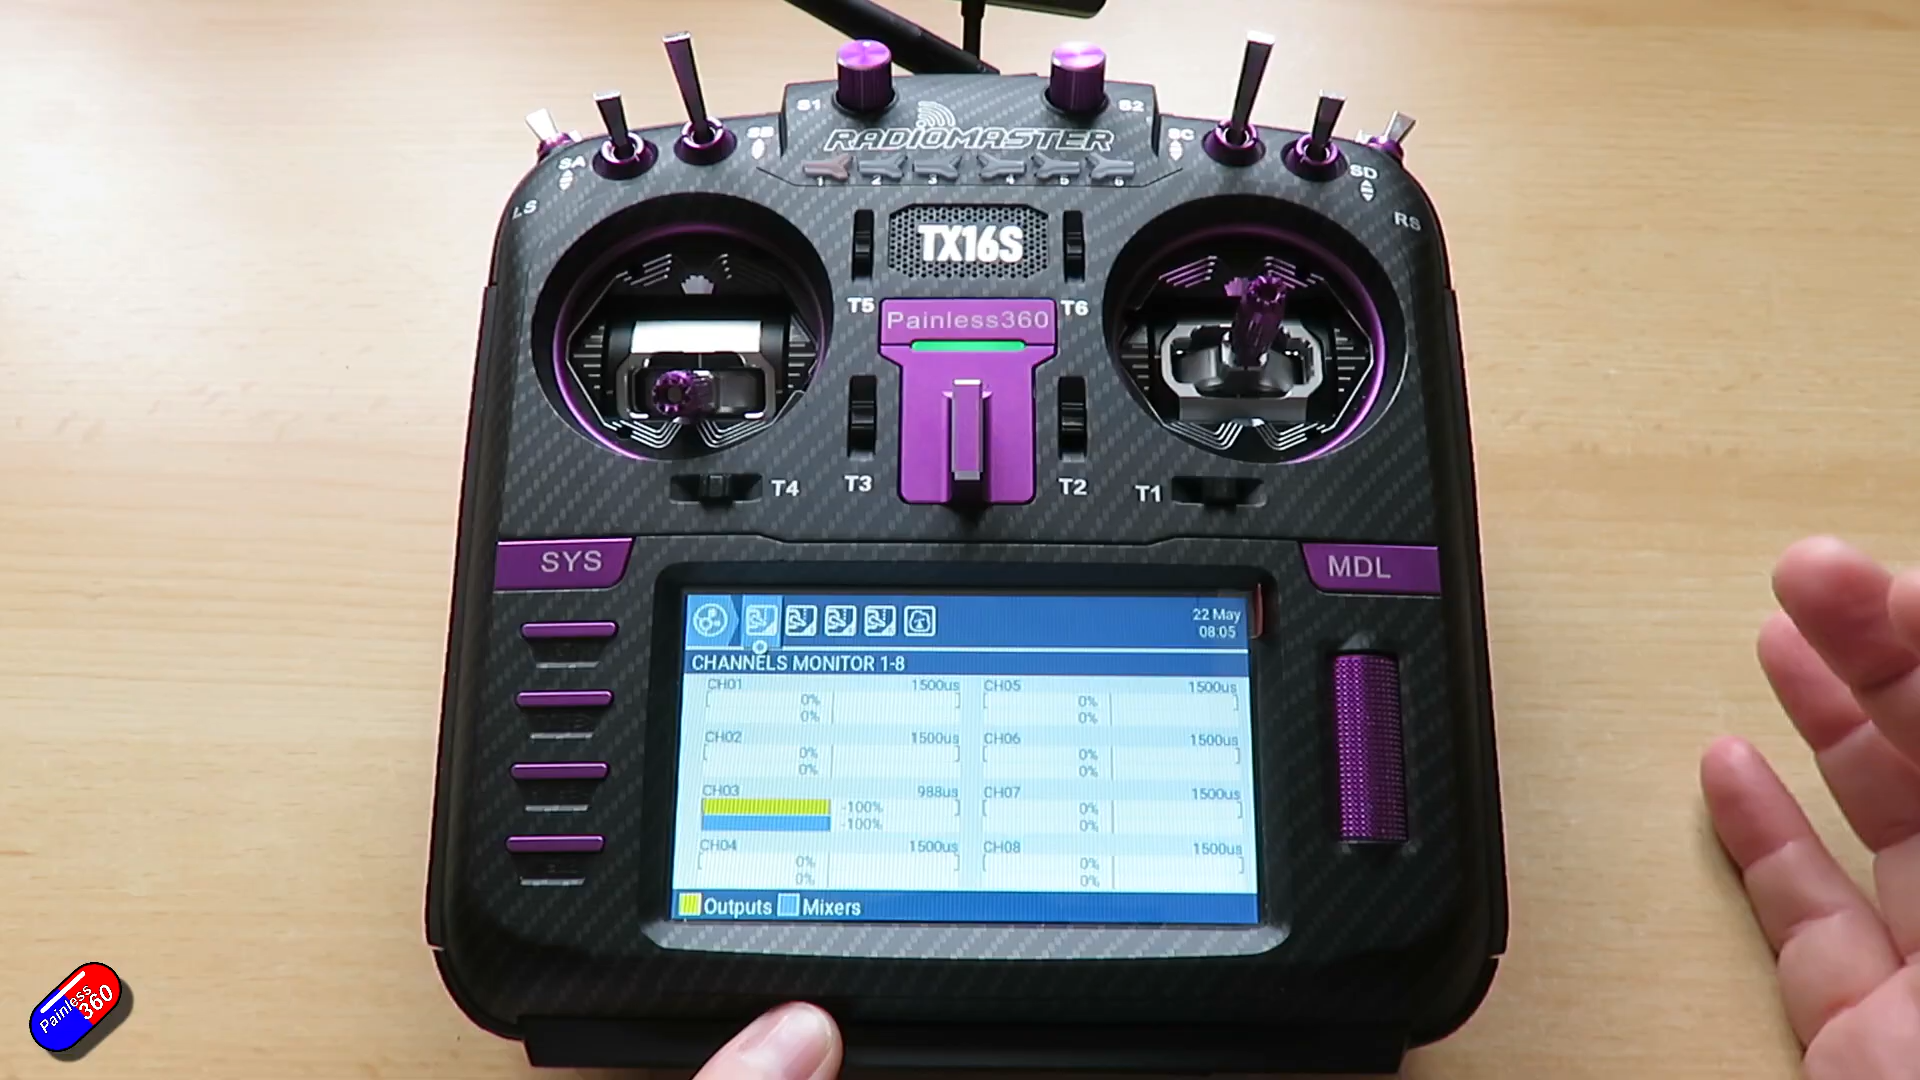 S1
S2
RADIOMASTER
SA
SB
SC
SD
1 2 3 4 5 6
LS
RS
TX16S
T5
T6
Painless360
T4
T3
T2
T1
SYS
MDL
22 May
08:05
CHANNELS MONITOR 1-8
CH01 1500us
0%
0%
CH02 1500us
0%
0%
CH03 988us
-100%
-100%
CH04 1500us
0%
0%
CH05 1500us
0%
0%
CH06 1500us
0%
0%
CH07 1500us
0%
0%
CH08 1500us
0%
0%
Outputs Mixers
Painless
360